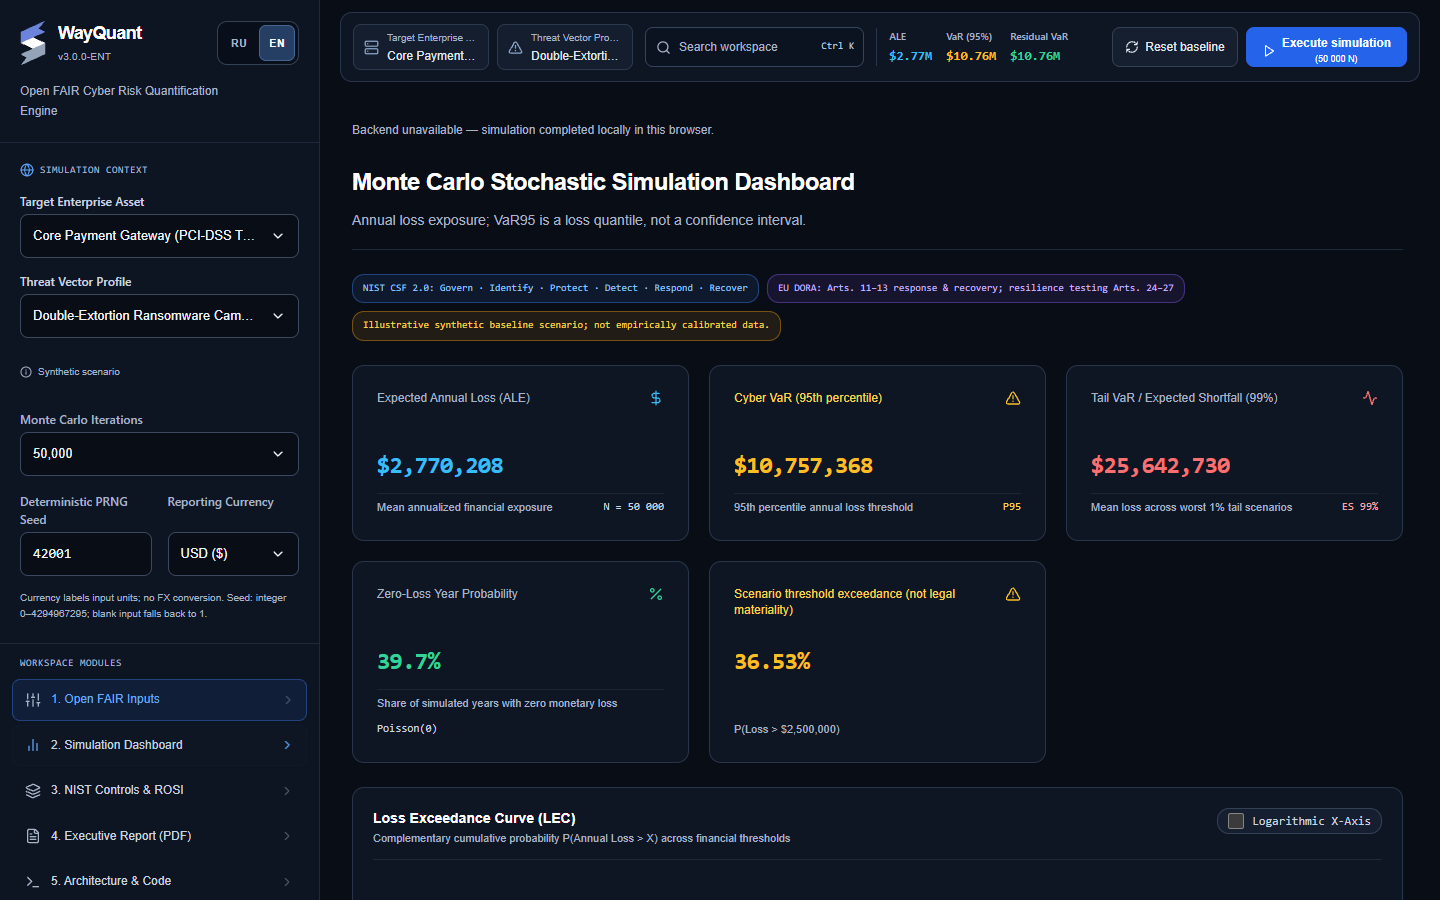 WayQuant
v3.0.0-ENT
RU
EN
Open FAIR Cyber Risk Quantification
Engine
SIMULATION CONTEXT
Target Enterprise Asset
Core Payment Gateway (PCI-DSS T...
Threat Vector Profile
Double-Extortion Ransomware Cam...
Synthetic scenario
Monte Carlo Iterations
50,000
Deterministic PRNG
Seed
Reporting Currency
42001
USD ($)
Currency labels input units; no FX conversion. Seed: integer
0–4294967295; blank input falls back to 1.
WORKSPACE MODULES
1. Open FAIR Inputs
2. Simulation Dashboard
3. NIST Controls & ROSI
4. Executive Report (PDF)
5. Architecture & Code
Target Enterprise ...
Core Payment...
Threat Vector Pro...
Double-Extorti...
Search workspace
Ctrl K
ALE
$2.77M
VaR (95%)
$10.76M
Residual VaR
$10.76M
Reset baseline
Execute simulation
(50 000 N)
Backend unavailable — simulation completed locally in this browser.
Monte Carlo Stochastic Simulation Dashboard
Annual loss exposure; VaR95 is a loss quantile, not a confidence interval.
NIST CSF 2.0: Govern · Identify · Protect · Detect · Respond · Recover
EU DORA: Arts. 11–13 response & recovery; resilience testing Arts. 24–27
Illustrative synthetic baseline scenario; not empirically calibrated data.
Expected Annual Loss (ALE)
$2,770,208
Mean annualized financial exposure
N = 50 000
Cyber VaR (95th percentile)
$10,757,368
95th percentile annual loss threshold
P95
Tail VaR / Expected Shortfall (99%)
$25,642,730
Mean loss across worst 1% tail scenarios
ES 99%
Zero-Loss Year Probability
39.7%
Share of simulated years with zero monetary loss
Poisson(0)
Scenario threshold exceedance (not legal
materiality)
36.53%
P(Loss > $2,500,000)
Loss Exceedance Curve (LEC)
Complementary cumulative probability P(Annual Loss > X) across financial thresholds
Logarithmic X-Axis